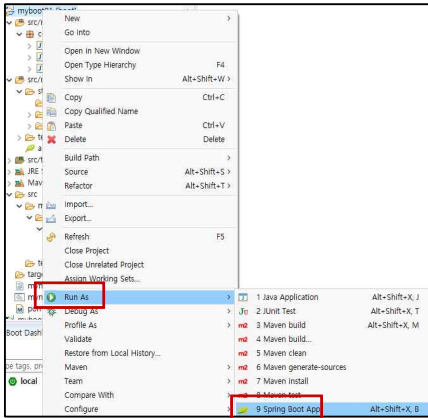 New
Go Into
Open in New Window
Open Type Hierarchy F4
Show In Alt+Shift+W >
Copy Ctrl+C
Copy Qualified Name
Paste Ctrl+V
Delete Delete
Build Path
Source Alt+Shift+S >
Refactor Alt+Shift+T >
Import...
Export...
Refresh F5
Close Project
Close Unrelated Project
Assign Working Sets...
Run As
Debug As
Profile As
Validate
Restore from Local History...
Maven
Team
Compare With
Configure
1 Java Application Alt+Shift+X, J
2 JUnit Test Alt+Shift+X, T
3 Maven build Alt+Shift+X, M
4 Maven build...
5 Maven clean
6 Maven generate-sources
7 Maven install
8 Maven test
9 Spring Boot App Alt+Shift+X, B
src
JRE
Mav
src
Boot Dash
local